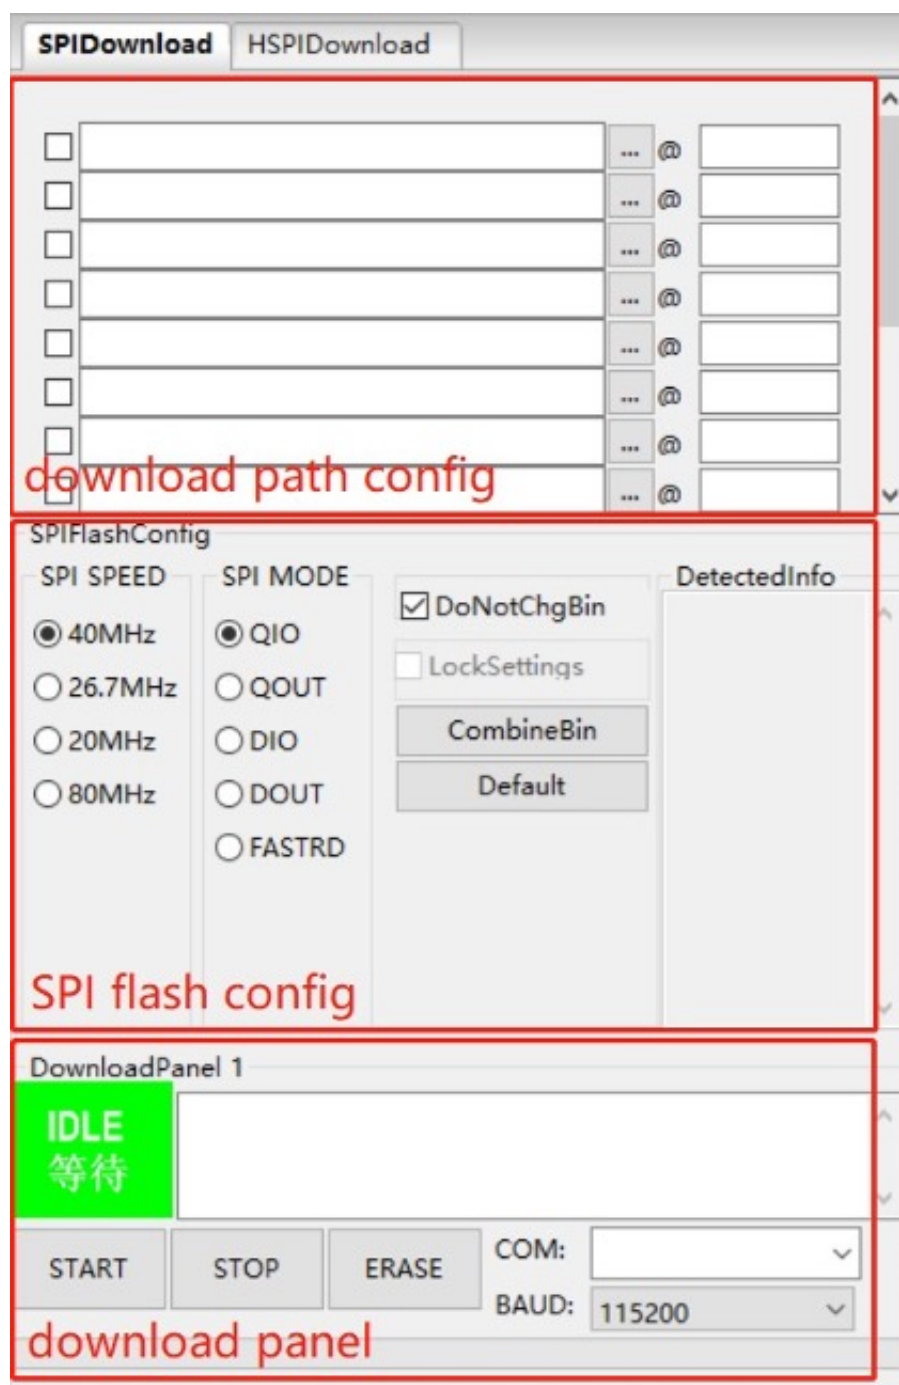 SPIDownload HSPIDownload
... @
... @
... @
... @
... @
... @
... @
download path config
... @
SPIFlashConfig
SPI SPEED SPI MODE DetectedInfo
DoNotChgBin
40MHz QIO
LockSettings
26.7MHz QOUT
CombineBin
20MHz DIO
Default
80MHz DOUT
FASTRD
SPI flash config
DownloadPanel 1
IDLE
等待
START STOP ERASE COM:
BAUD: 115200
download panel